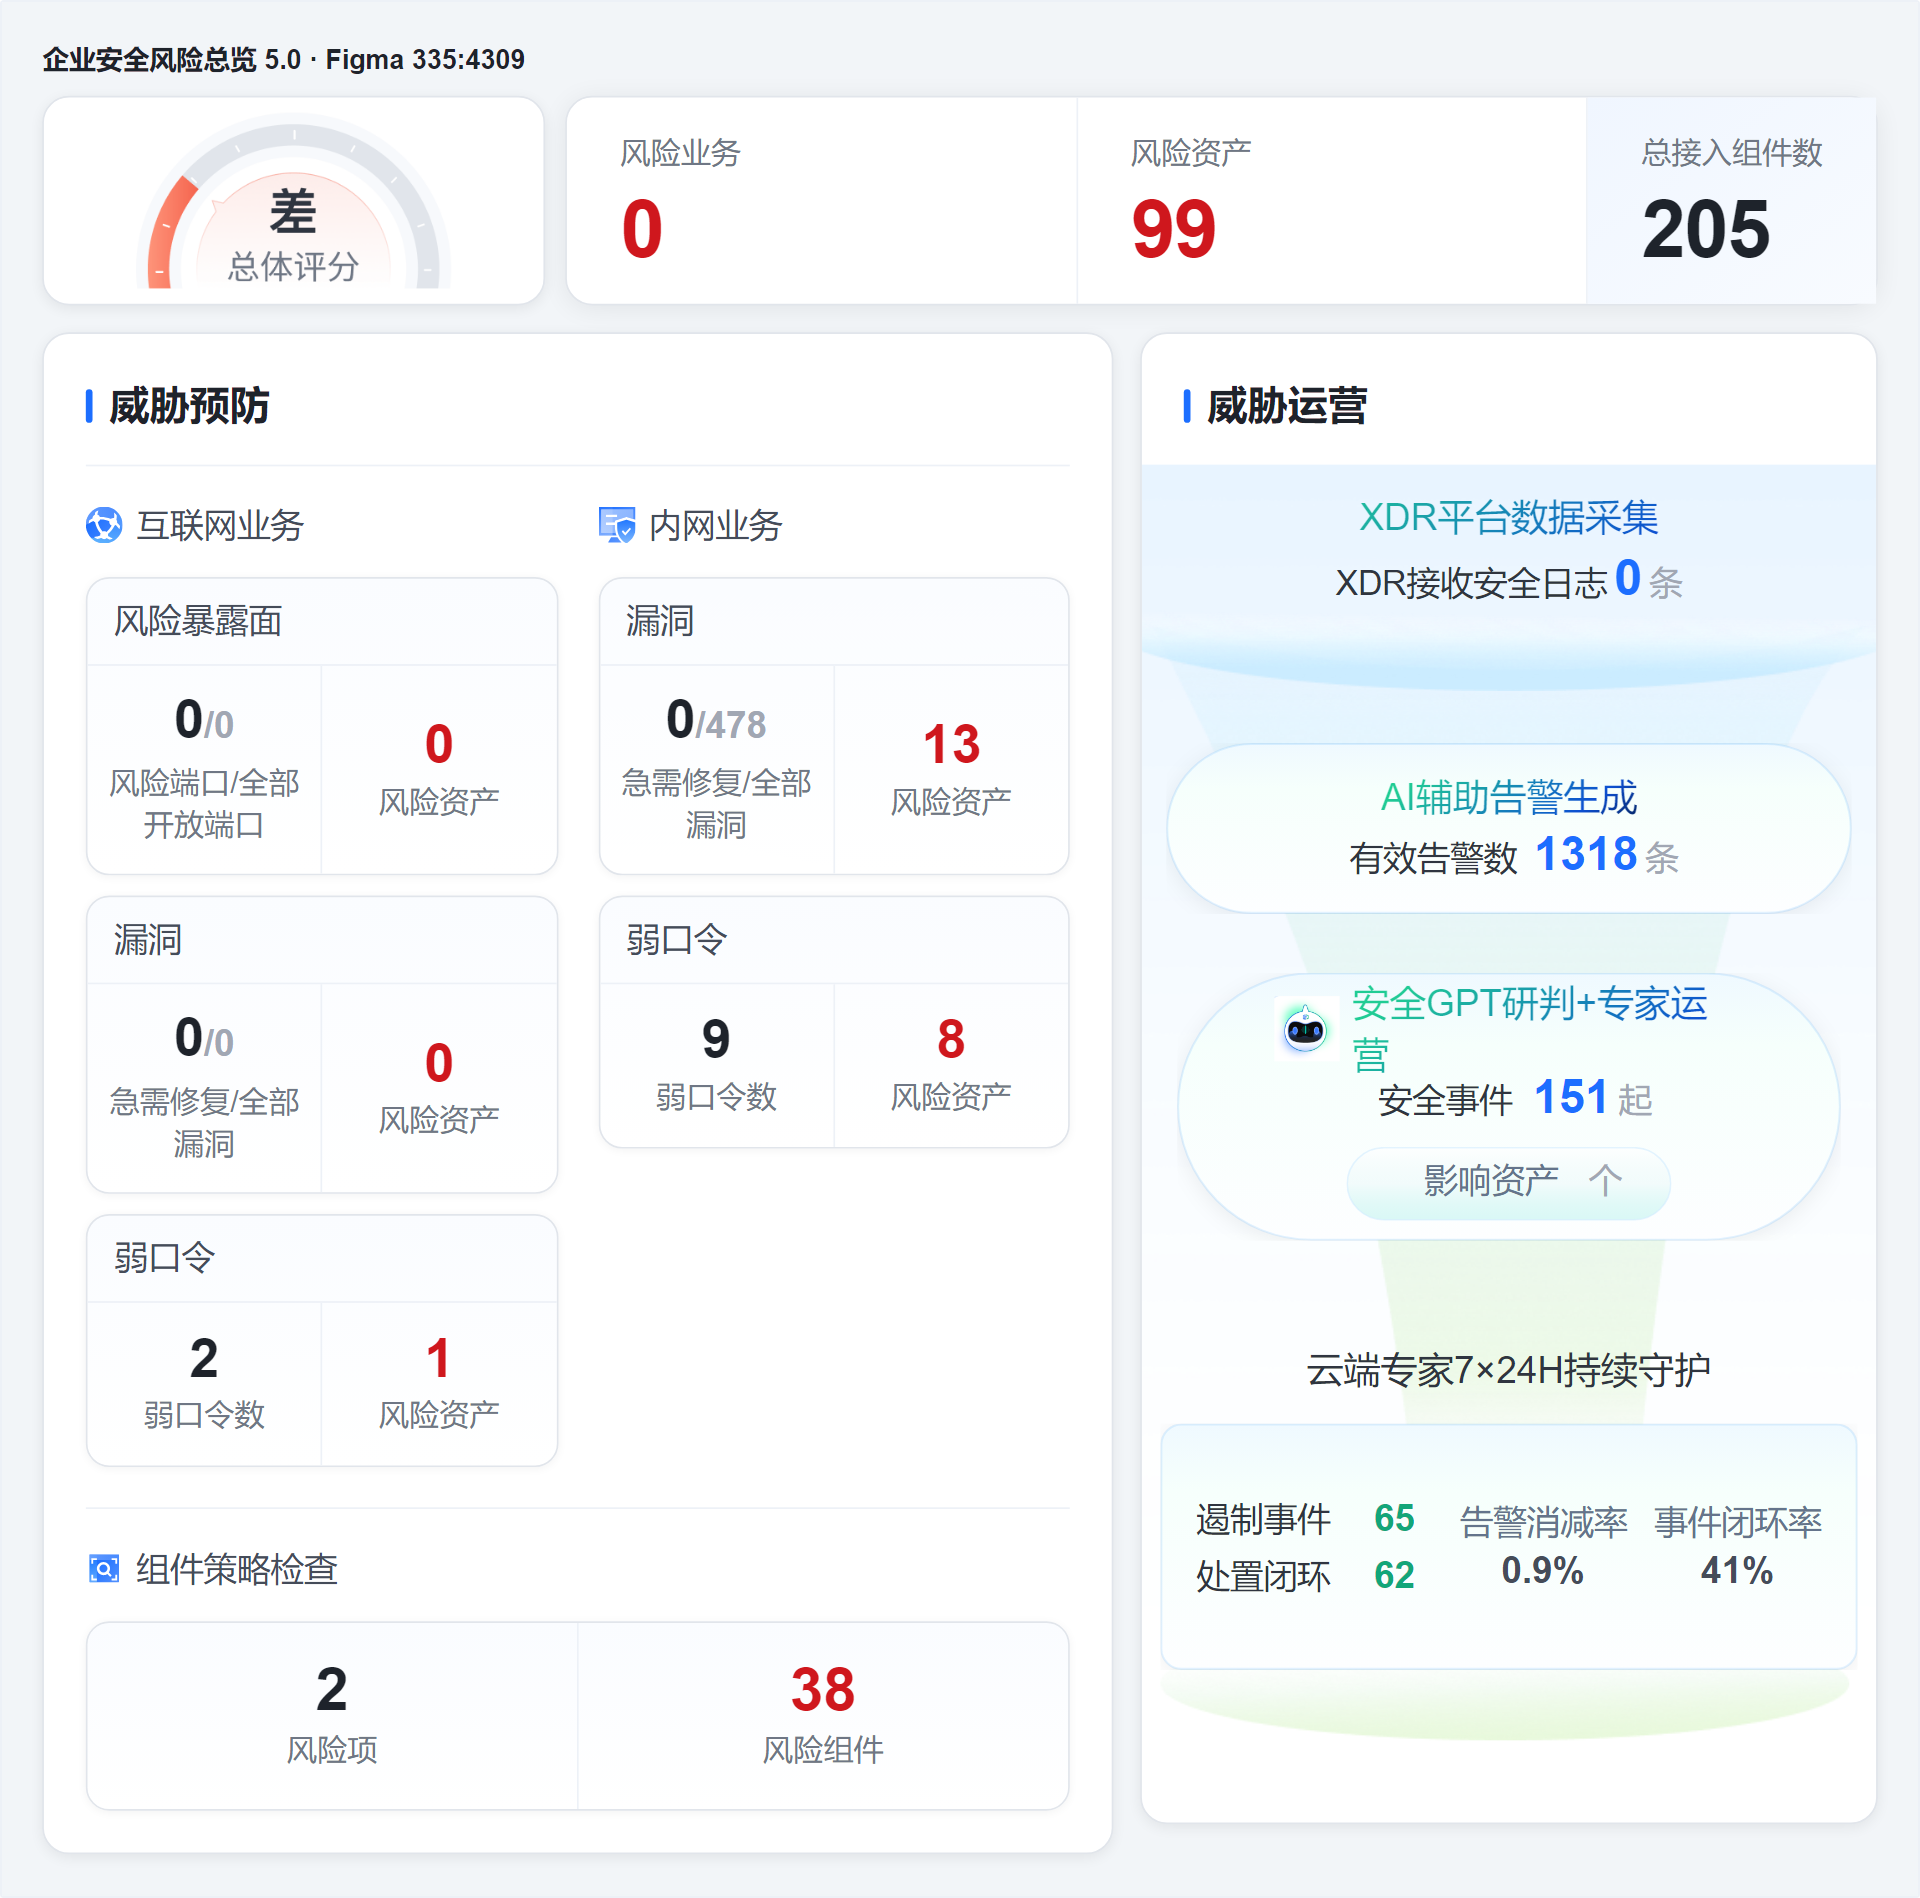 企业安全风险总览 5.0 · Figma 335:4309
差
总体评分
风险业务
0
风险资产
99
总接入组件数
205
威胁预防
互联网业务
风险暴露面
0/0
风险端口/全部
开放端口
0
风险资产
漏洞
0/0
急需修复/全部
漏洞
0
风险资产
弱口令
2
弱口令数
1
风险资产
内网业务
漏洞
0/478
急需修复/全部
漏洞
13
风险资产
弱口令
9
弱口令数
8
风险资产
组件策略检查
2
风险项
38
风险组件
威胁运营
XDR平台数据采集
XDR接收安全日志 0 条
AI辅助告警生成
有效告警数 1318 条
安全GPT研判+专家运
营
安全事件 151 起
影响资产 个
云端专家7×24H持续守护
遏制事件 65
处置闭环 62
告警消减率
0.9%
事件闭环率
41%